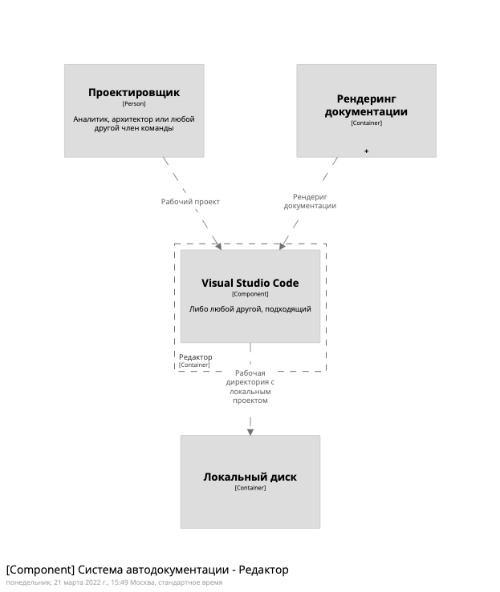 Проектировщик
[Person]
Аналитик, архитектор или любой
другой член команды
Рендеринг
документации
[Container]
+
Рабочий проект
Рендериг
документации
Visual Studio Code
[Component]
Либо любой другой, подходящий
Редактор
[Container]
Рабочая
директория с
локальным
проектом
Локальный диск
[Container]
[Component] Система автодокументации - Редактор
понедельник, 21 марта 2022 г., 15:49 Москва, стандартное время